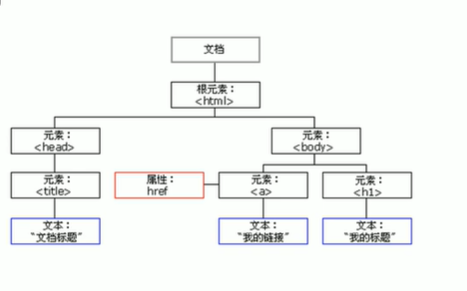 文档
根元素：
<html>
元素：
<head>
元素：
<body>
元素：
<title>
属性：
href
元素：
<a>
元素：
<h1>
文本：
"文档标题"
文本：
"我的链接"
文本：
"我的标题"